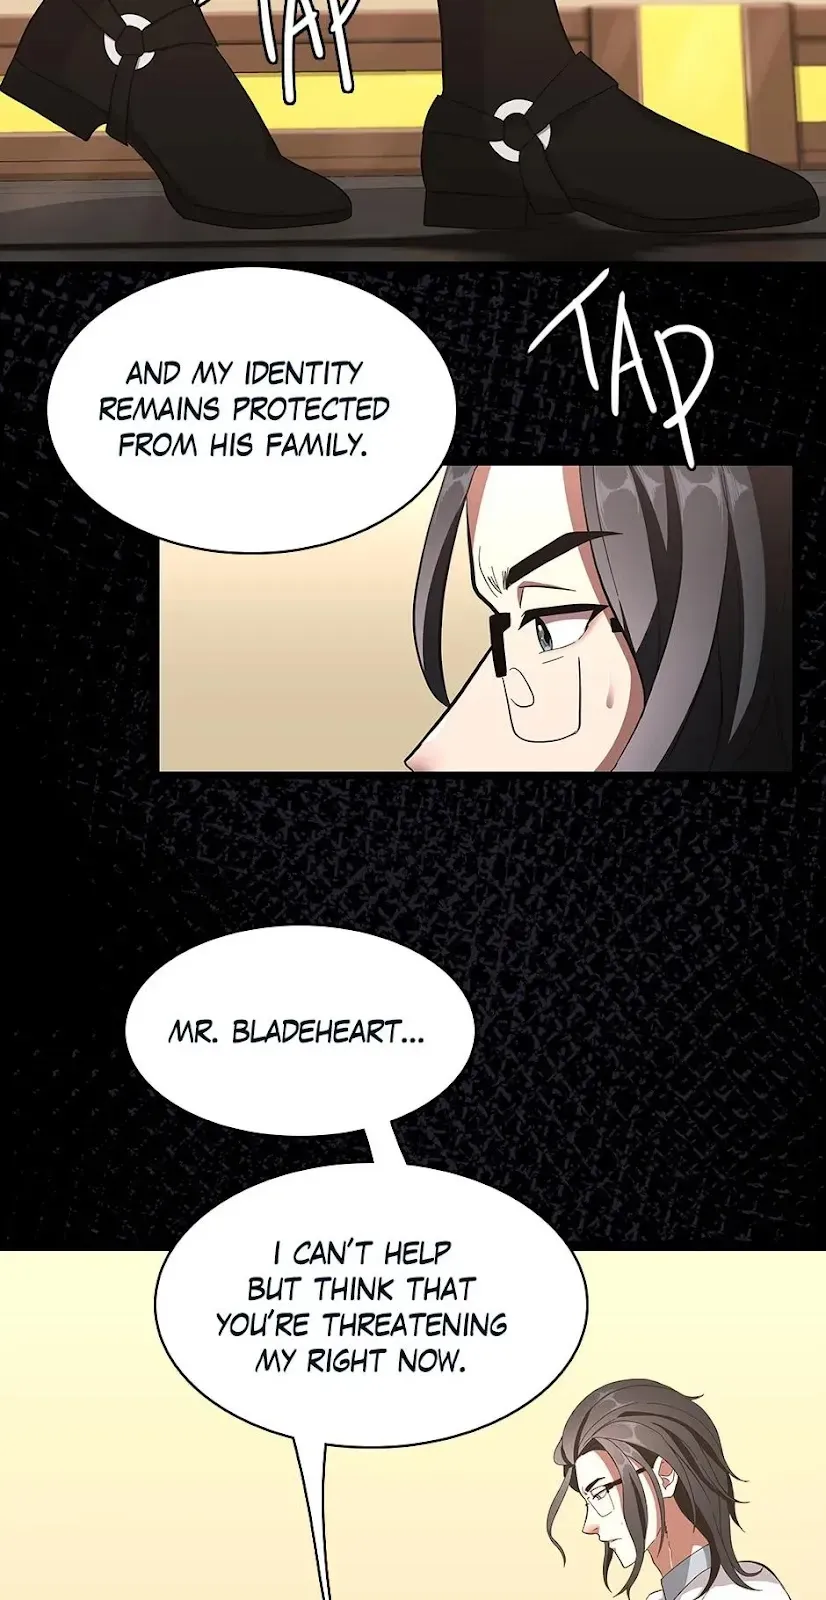 TAP
AND MY IDENTITY
REMAINS PROTECTED
FROM HIS FAMILY.
TAP
MR. BLADEHEART...
I CAN'T HELP
BUT THINK THAT
YOU'RE THREATENING
MY RIGHT NOW.